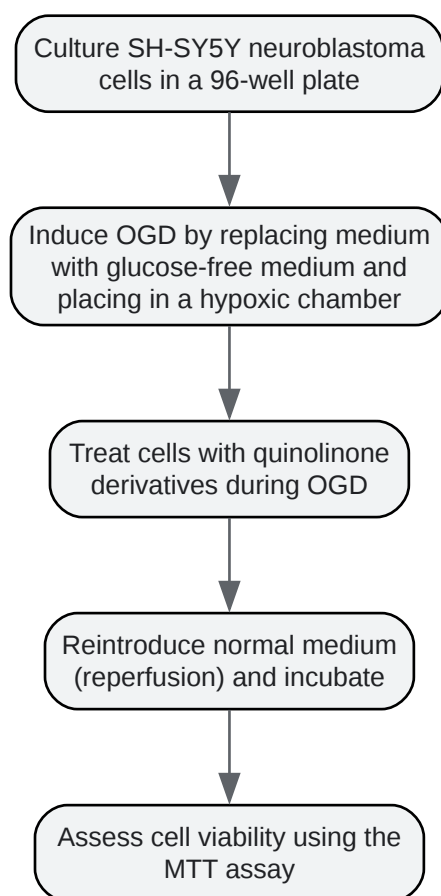 Culture SH-SY5Y neuroblastoma
cells in a 96-well plate
Induce OGD by replacing medium
with glucose-free medium and
placing in a hypoxic chamber
Treat cells with quinolinone
derivatives during OGD
Reintroduce normal medium
(reperfusion) and incubate
Assess cell viability using the
MTT assay